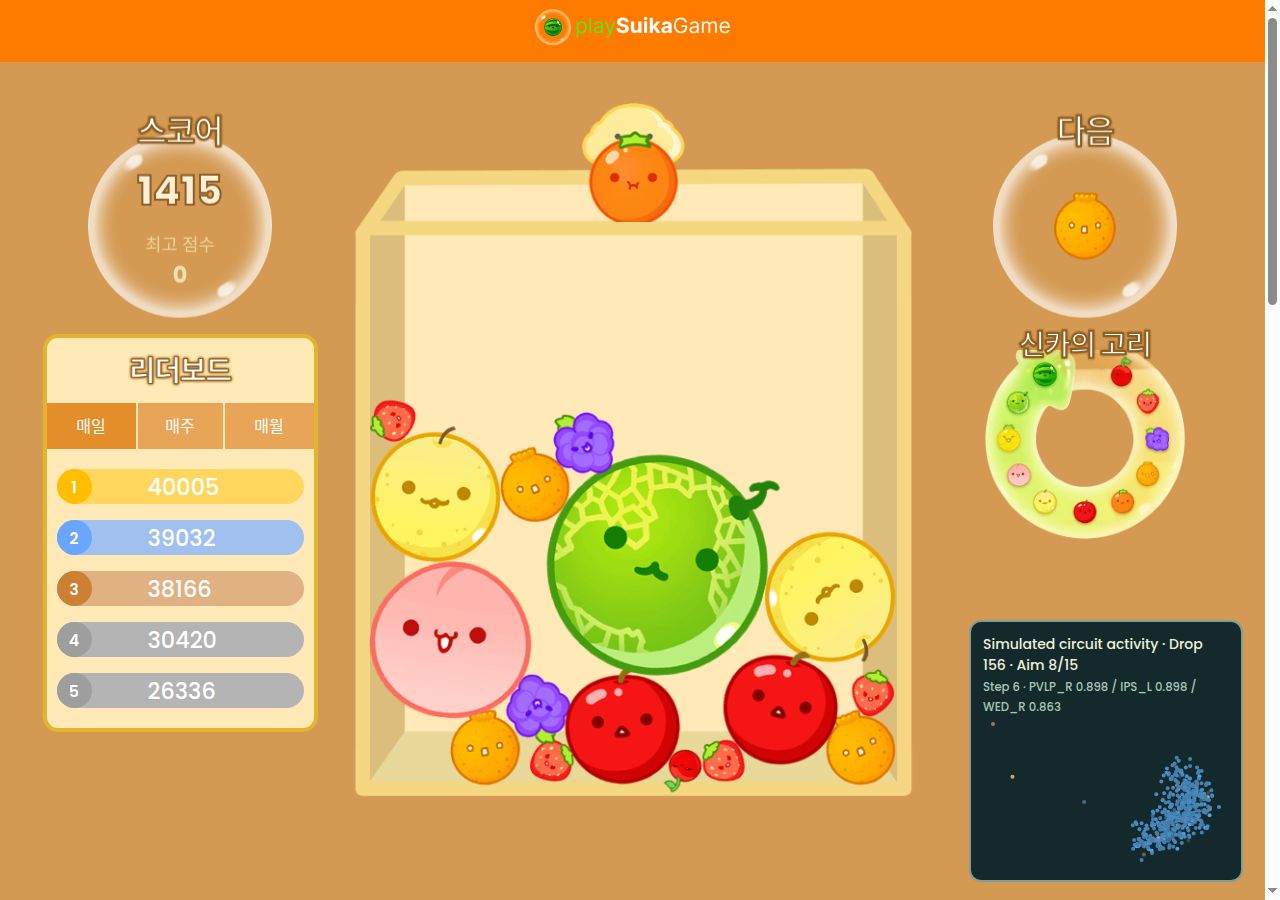 playSuikaGame
스코어
1415
최고 점수
0
리더보드
매일 매주 매월
1 40005
2 39032
3 38166
4 30420
5 26336
다음
신카의 고리
Simulated circuit activity · Drop
156 · Aim 8/15
Step 6 · PVLP_R 0.898 / IPS_L 0.898 /
WED_R 0.863